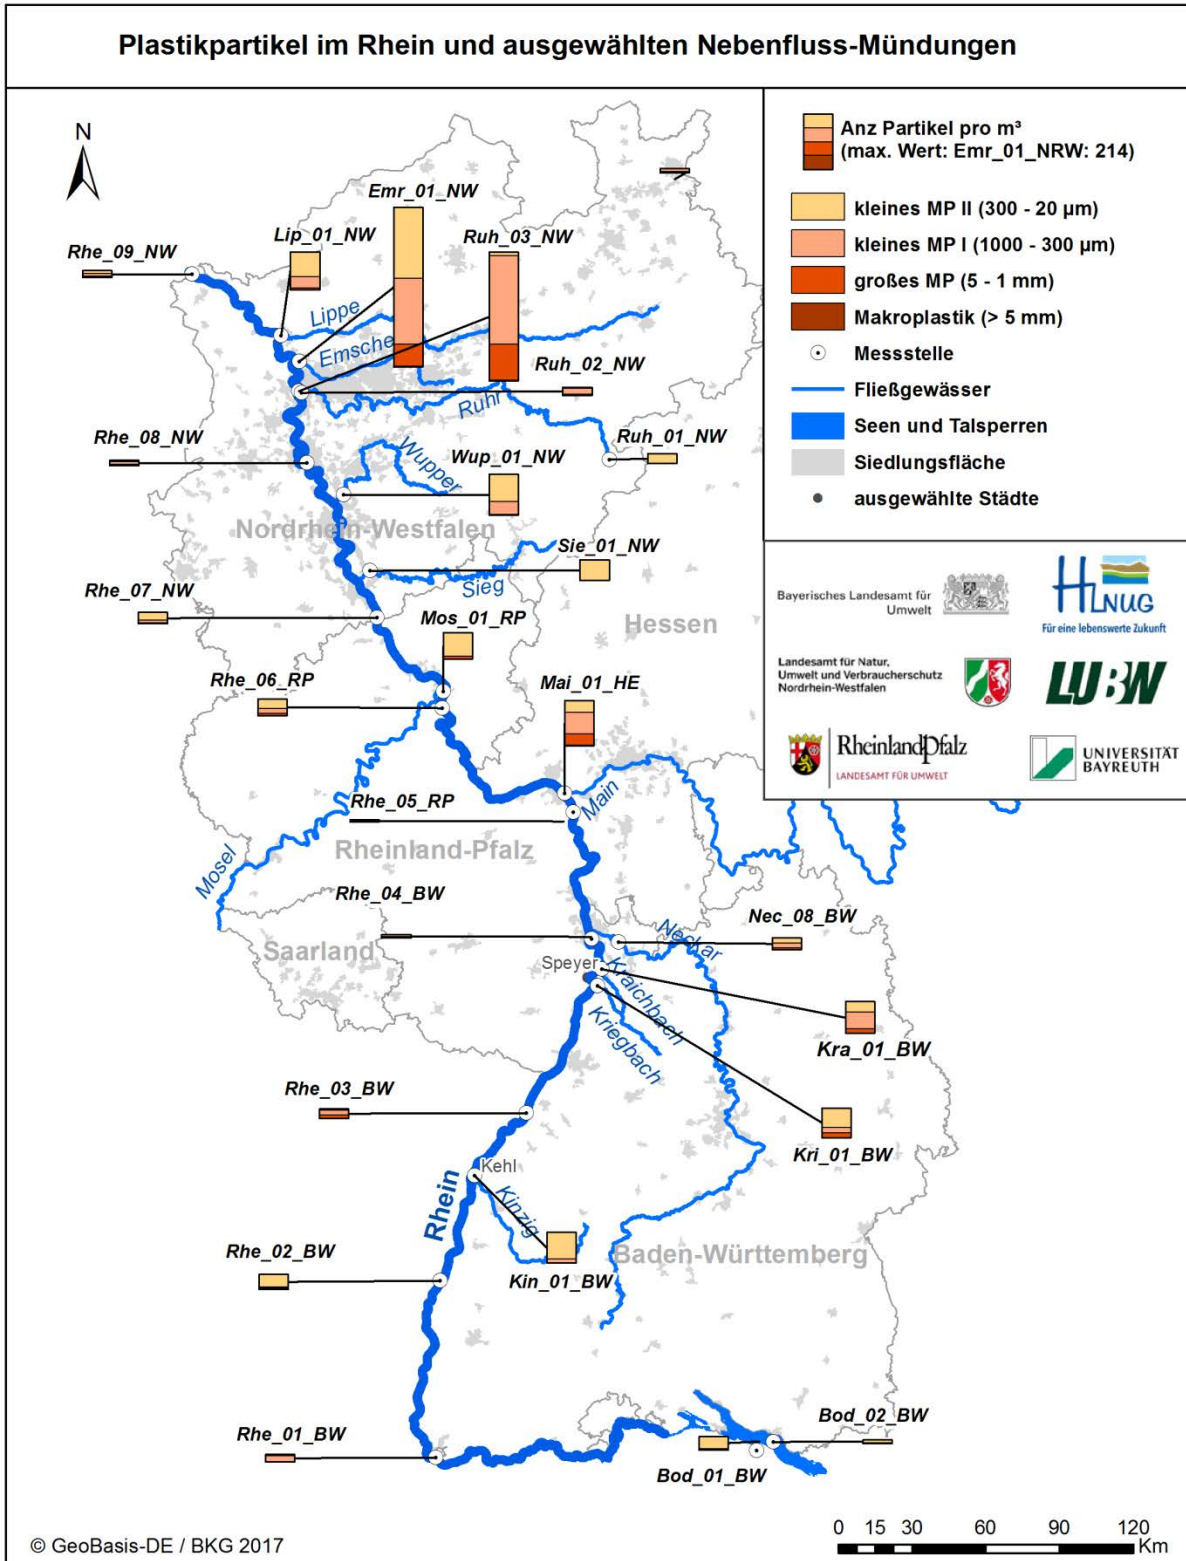 Plastikpartikel im Rhein und ausgewählten Nebenfluss-Mündungen
N
Anz Partikel pro m³
(max. Wert: Emr_01_NRW: 214)
kleines MP II (300 - 20 µm)
kleines MP I (1000 - 300 µm)
großes MP (5 - 1 mm)
Makroplastik (> 5 mm)
Messstelle
Fließgewässer
Seen und Talsperren
Siedlungsfläche
ausgewählte Städte
Bayerisches Landesamt für
Umwelt
HLNUG
Für eine lebenswerte Zukunft
Landesamt für Natur,
Umwelt und Verbraucherschutz
Nordrhein-Westfalen
LUBW
RheinlandPfalz
LANDESAMT FÜR UMWELT
UNIVERSITÄT
BAYREUTH
Emr_01_NW
Lip_01_NW
Ruh_03_NW
Rhe_09_NW
Lippe
Emsche
Ruh_02_NW
Ruhr
Rhe_08_NW
Ruh_01_NW
Wupper
Wup_01_NW
Nordrhein-Westfalen
Sie_01_NW
Sieg
Rhe_07_NW
Mos_01_RP
Hessen
Rhe_06_RP
Mai_01_HE
Main
Rhe_05_RP
Rheinland-Pfalz
Mosel
Rhe_04_BW
Nec_08_BW
Neckar
Saarland
Speyer
Kraichbach
Kriegbach
Kra_01_BW
Rhe_03_BW
Kri_01_BW
Kehl
Rhein
Kinzig
Rhe_02_BW
Baden-Württemberg
Kin_01_BW
Bod_02_BW
Rhe_01_BW
Bod_01_BW
© GeoBasis-DE / BKG 2017
0 15 30 60 90 120
Km